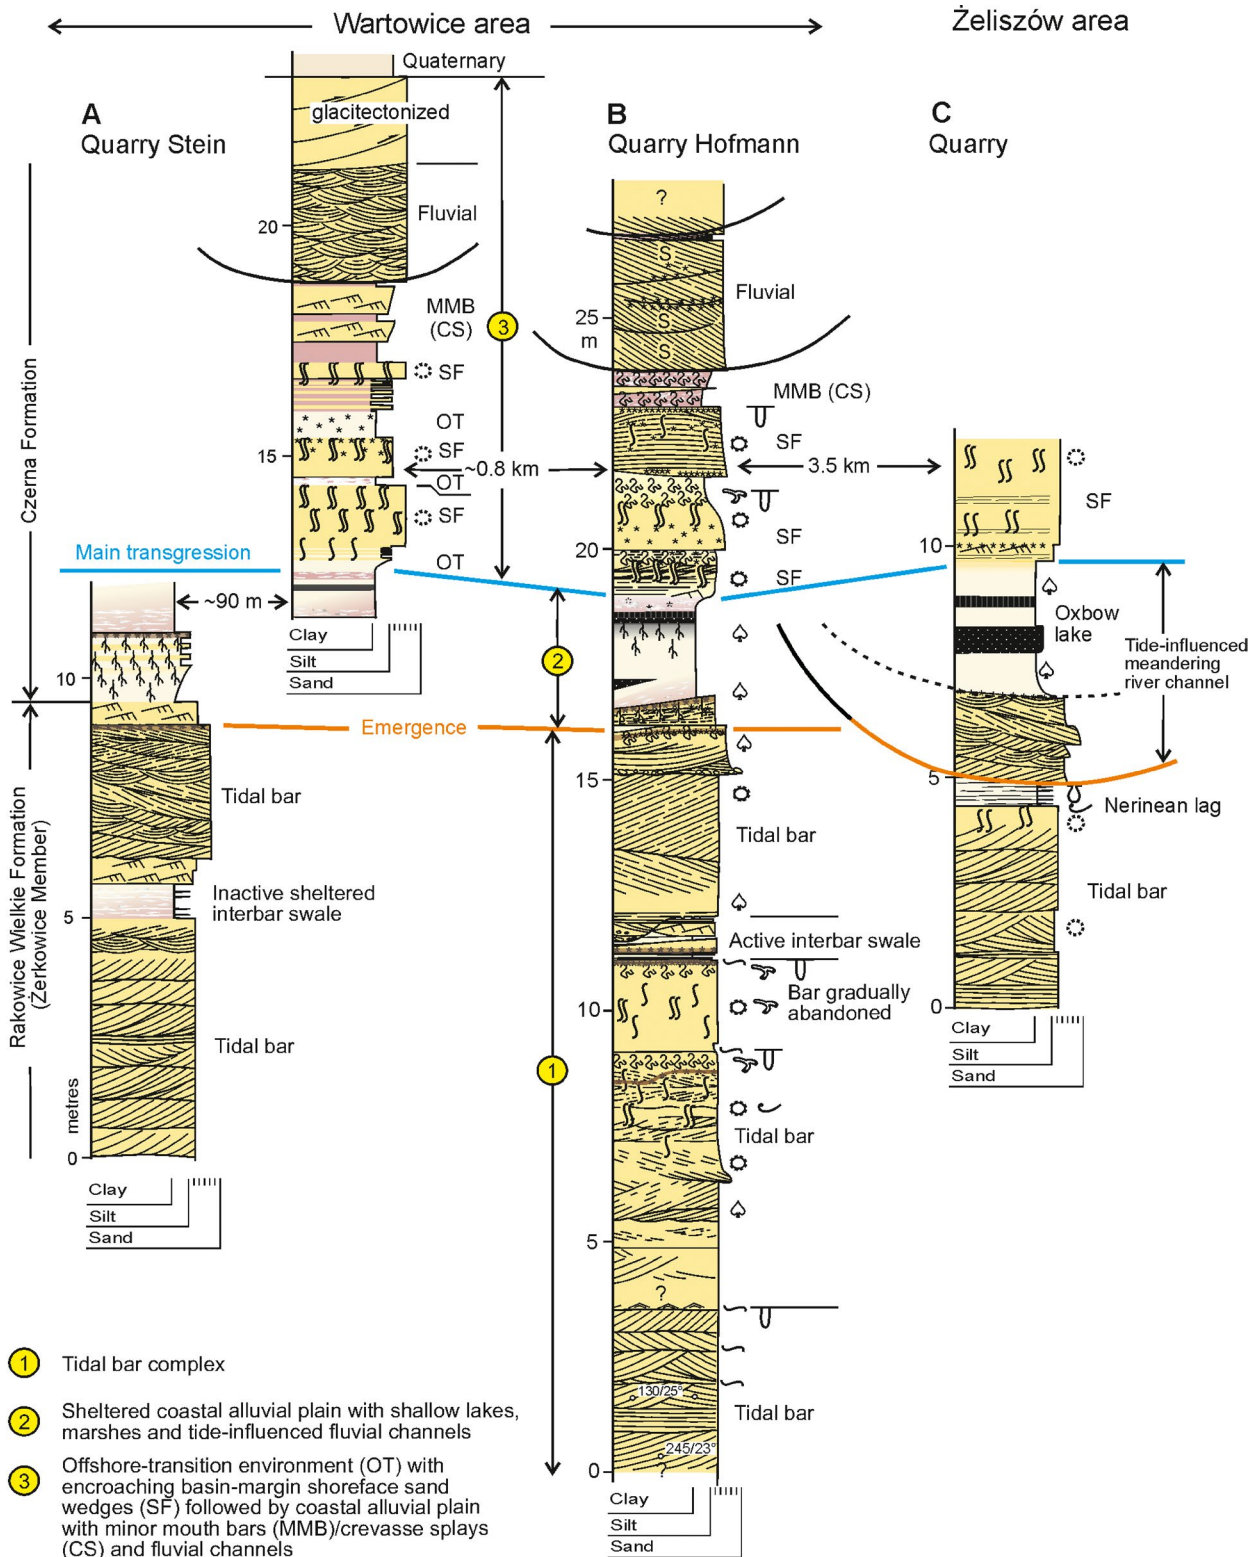 Wartowice area
Żeliszów area
Quaternary
A
Quarry Stein
glacitectonized
B
Quarry Hofmann
C
Quarry
?
20
Fluvial
S
Fluvial
25
m
S
S
MMB
(CS)
3
SF
MMB (CS)
OT
SF
SF
15
~0.8 km
3.5 km
OT
SF
SF
SF
Czerna Formation
Main transgression
OT
20
SF
10
~90 m
Clay
Silt
Sand
2
Oxbow
lake
Tide-influenced
meandering
river channel
10
Emergence
15
5
Nerinean lag
Tidal bar
Tidal bar
Tidal bar
Rakowice Wielkie Formation
(Żerkowice Member)
Inactive sheltered
interbar swale
5
Active interbar swale
Bar gradually
abandoned
10
0
Clay
Silt
Sand
Tidal bar
1
metres
0
Tidal bar
Clay
Silt
Sand
5
?
130/25°
Tidal bar
245/23°
?
0
Clay
Silt
Sand
1 Tidal bar complex
2 Sheltered coastal alluvial plain with shallow lakes,
marshes and tide-influenced fluvial channels
3 Offshore-transition environment (OT) with
encroaching basin-margin shoreface sand
wedges (SF) followed by coastal alluvial plain
with minor mouth bars (MMB)/crevasse splays
(CS) and fluvial channels